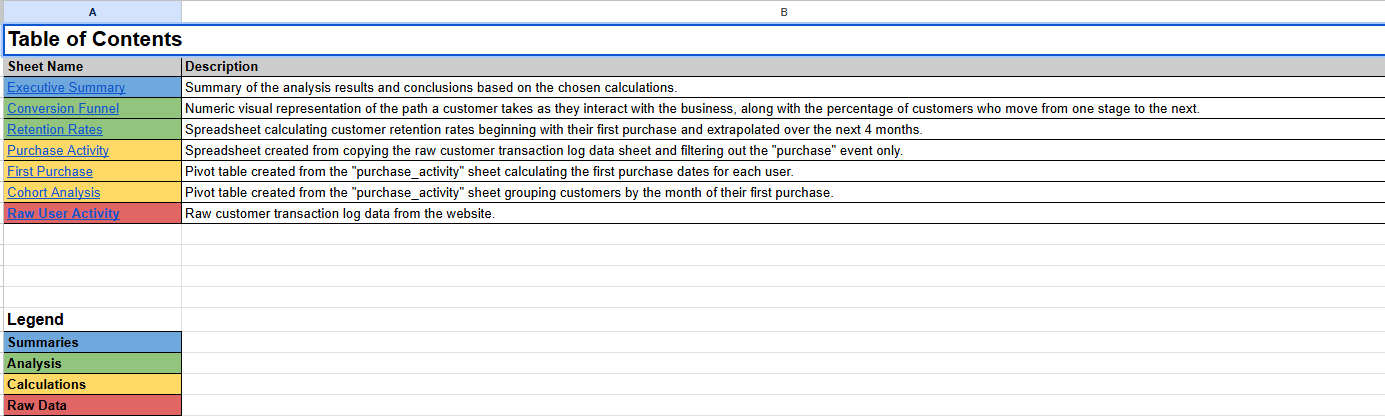 A B
Table of Contents
Sheet Name Description
Executive Summary Summary of the analysis results and conclusions based on the chosen calculations.
Conversion Funnel Numeric visual representation of the path a customer takes as they interact with the business, along with the percentage of customers who move from one stage to the next.
Retention Rates Spreadsheet calculating customer retention rates beginning with their first purchase and extrapolated over the next 4 months.
Purchase Activity Spreadsheet created from copying the raw customer transaction log data sheet and filtering out the "purchase" event only.
First Purchase Pivot table created from the "purchase_activity" sheet calculating the first purchase dates for each user.
Cohort Analysis Pivot table created from the "purchase_activity" sheet grouping customers by the month of their first purchase.
Raw User Activity Raw customer transaction log data from the website.
Legend
Summaries
Analysis
Calculations
Raw Data